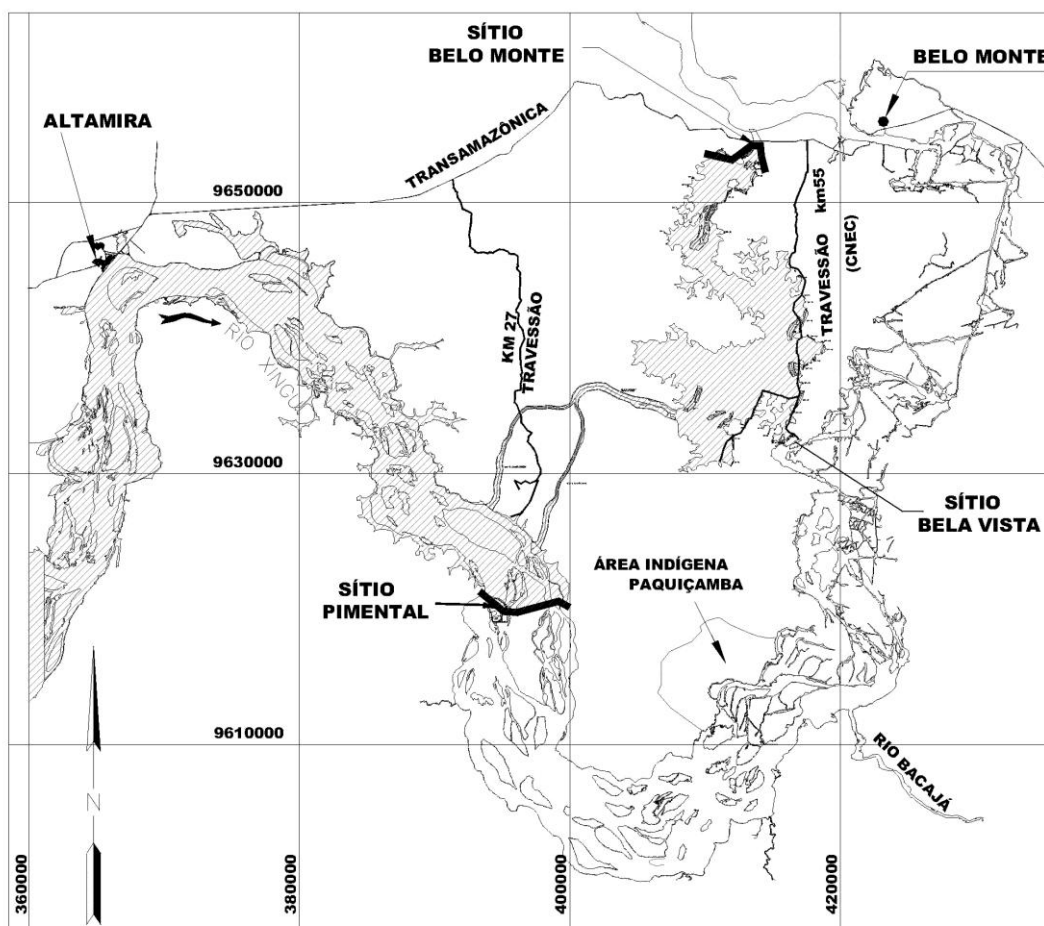 SÍTIO
BELO MONTE
BELO MONTE
ALTAMIRA
TRANSAMAZÔNICA
9650000
TRAVESSÃO km55
(CNEC)
KM 27
TRAVESSÃO
RIO XINGU
9630000
SÍTIO
BELA VISTA
ÁREA INDÍGENA
PAQUIÇAMBA
SÍTIO
PIMENTAL
9610000
RIO BACAJÁ
N
360000
380000
400000
420000